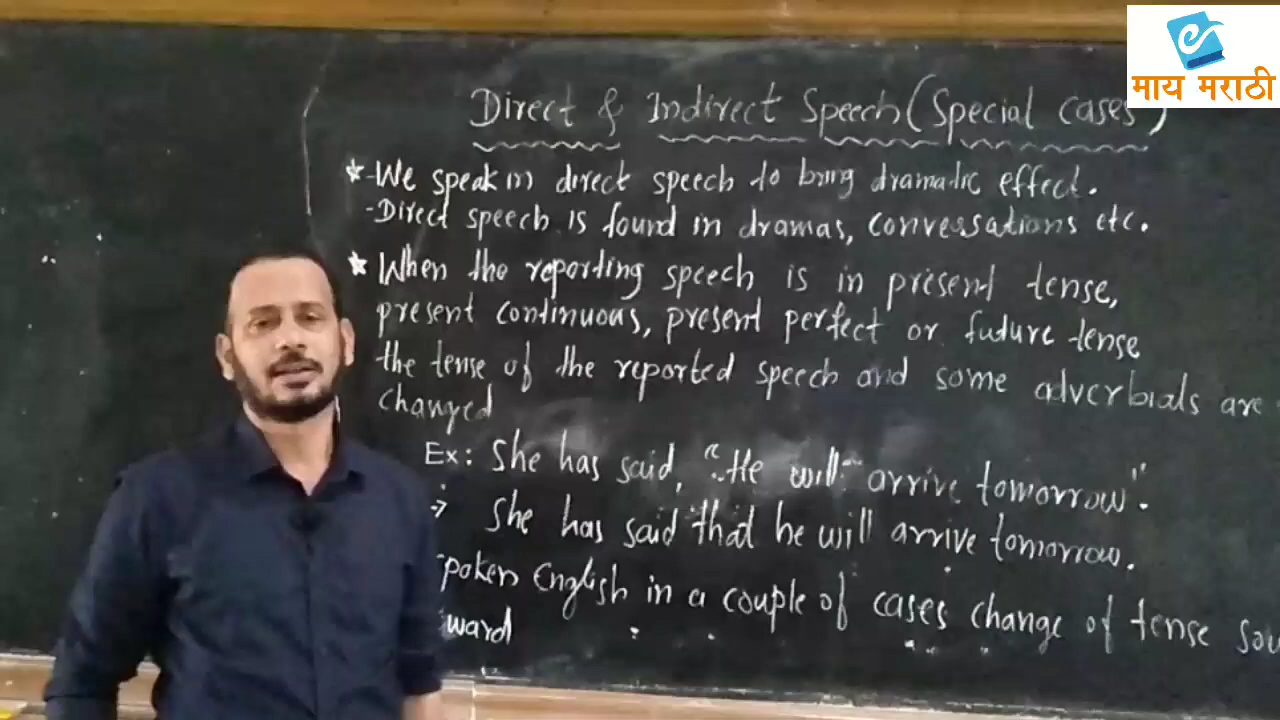 माय मराठी
Direct & Indirect Speech (Special Cases)
-We speak in direct speech to bring dramatic effect.
-Direct speech is found in dramas, conversations etc.
When the reporting speech is in present tense,
present continuous, present perfect or future tense
the tense of the reported speech and some adverbials are
changed
Ex: She has said, "He will arrive tomorrow".
→ She has said that he will arrive tomorrow.
poken English in a couple of cases change of tense sou
ward